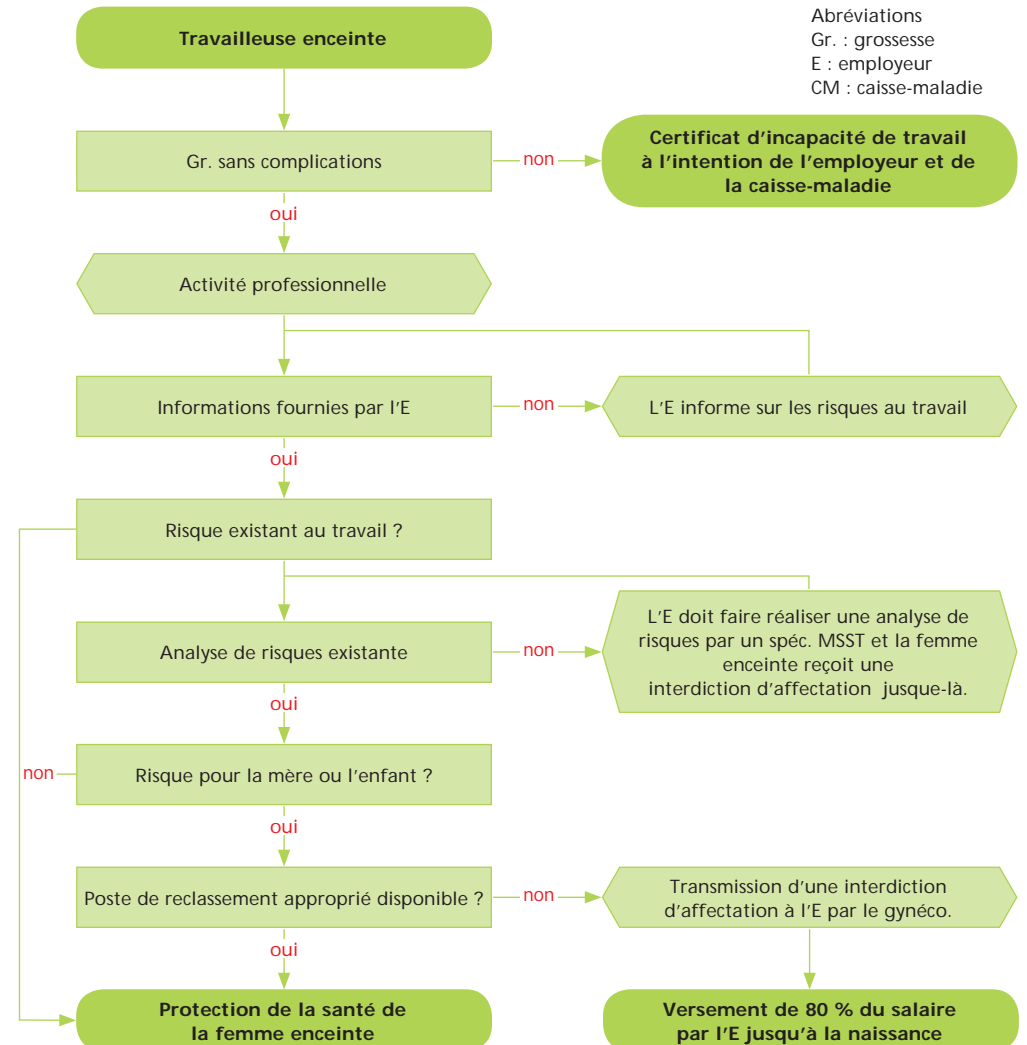 Abréviations
Gr. : grossesse
E : employeur
CM : caisse-maladie
Travailleuse enceinte
Gr. sans complications
non
Certificat d'incapacité de travail
à l'intention de l'employeur et de
la caisse-maladie
oui
Activité professionnelle
Informations fournies par l'E
non
L'E informe sur les risques au travail
oui
Risque existant au travail ?
Analyse de risques existante
non
L'E doit faire réaliser une analyse de
risques par un spéc. MSST et la femme
enceinte reçoit une
interdiction d'affectation jusque-là.
oui
non
Risque pour la mère ou l'enfant ?
oui
Poste de reclassement approprié disponible ?
non
Transmission d'une interdiction
d'affectation à l'E par le gynéco.
oui
Protection de la santé de
la femme enceinte
Versement de 80 % du salaire
par l'E jusqu'à la naissance